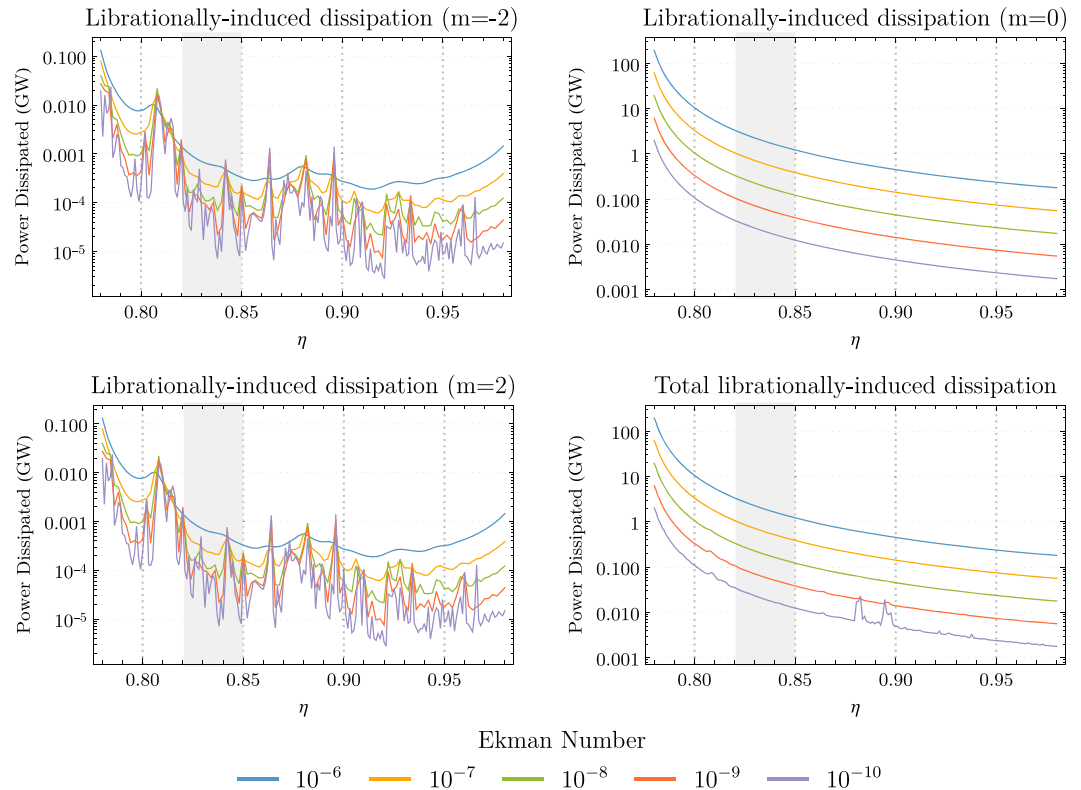 Librationally-induced dissipation (m=-2)
Power Dissipated (GW)
0.100
0.010
0.001
10⁻⁴
10⁻⁵
0.80 0.85 0.90 0.95
η
Librationally-induced dissipation (m=0)
Power Dissipated (GW)
100
10
1
0.100
0.010
0.001
0.80 0.85 0.90 0.95
η
Librationally-induced dissipation (m=2)
Power Dissipated (GW)
0.100
0.010
0.001
10⁻⁴
10⁻⁵
0.80 0.85 0.90 0.95
η
Total librationally-induced dissipation
Power Dissipated (GW)
100
10
1
0.100
0.010
0.001
0.80 0.85 0.90 0.95
η
Ekman Number
10⁻⁶ 10⁻⁷ 10⁻⁸ 10⁻⁹ 10⁻¹⁰